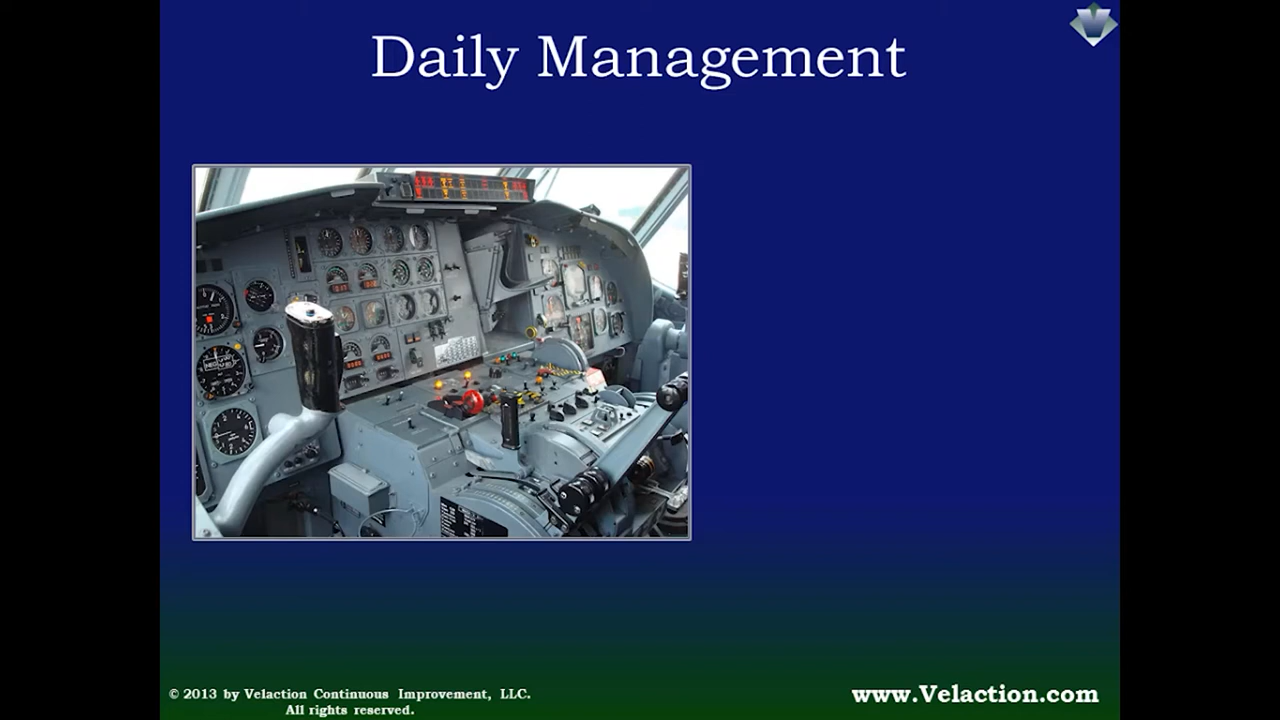 Daily Management
© 2013 by Velaction Continuous Improvement, LLC.
All rights reserved.
www.Velaction.com